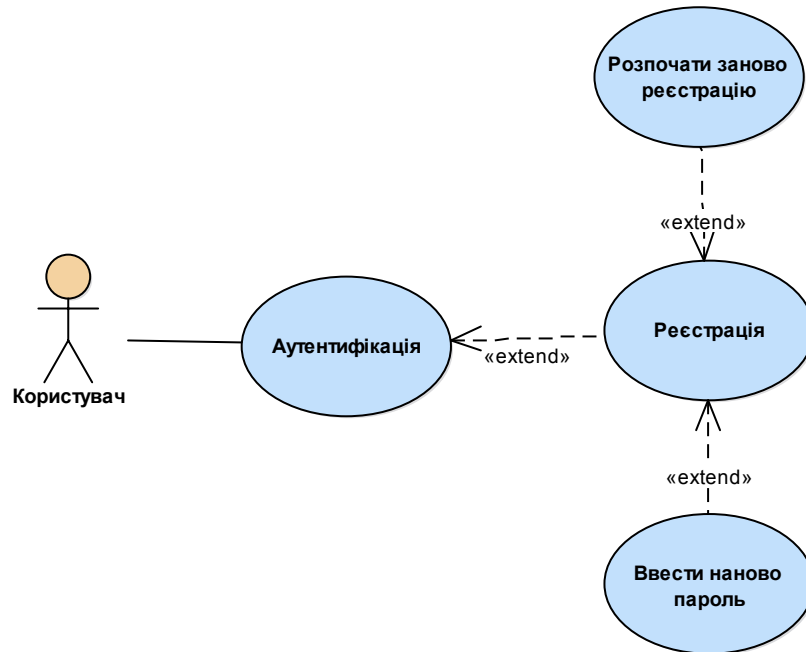 Розпочати заново
реєстрацію
«extend»
Реєстрація
Аутентифікація
«extend»
Користувач
«extend»
Ввести наново
пароль